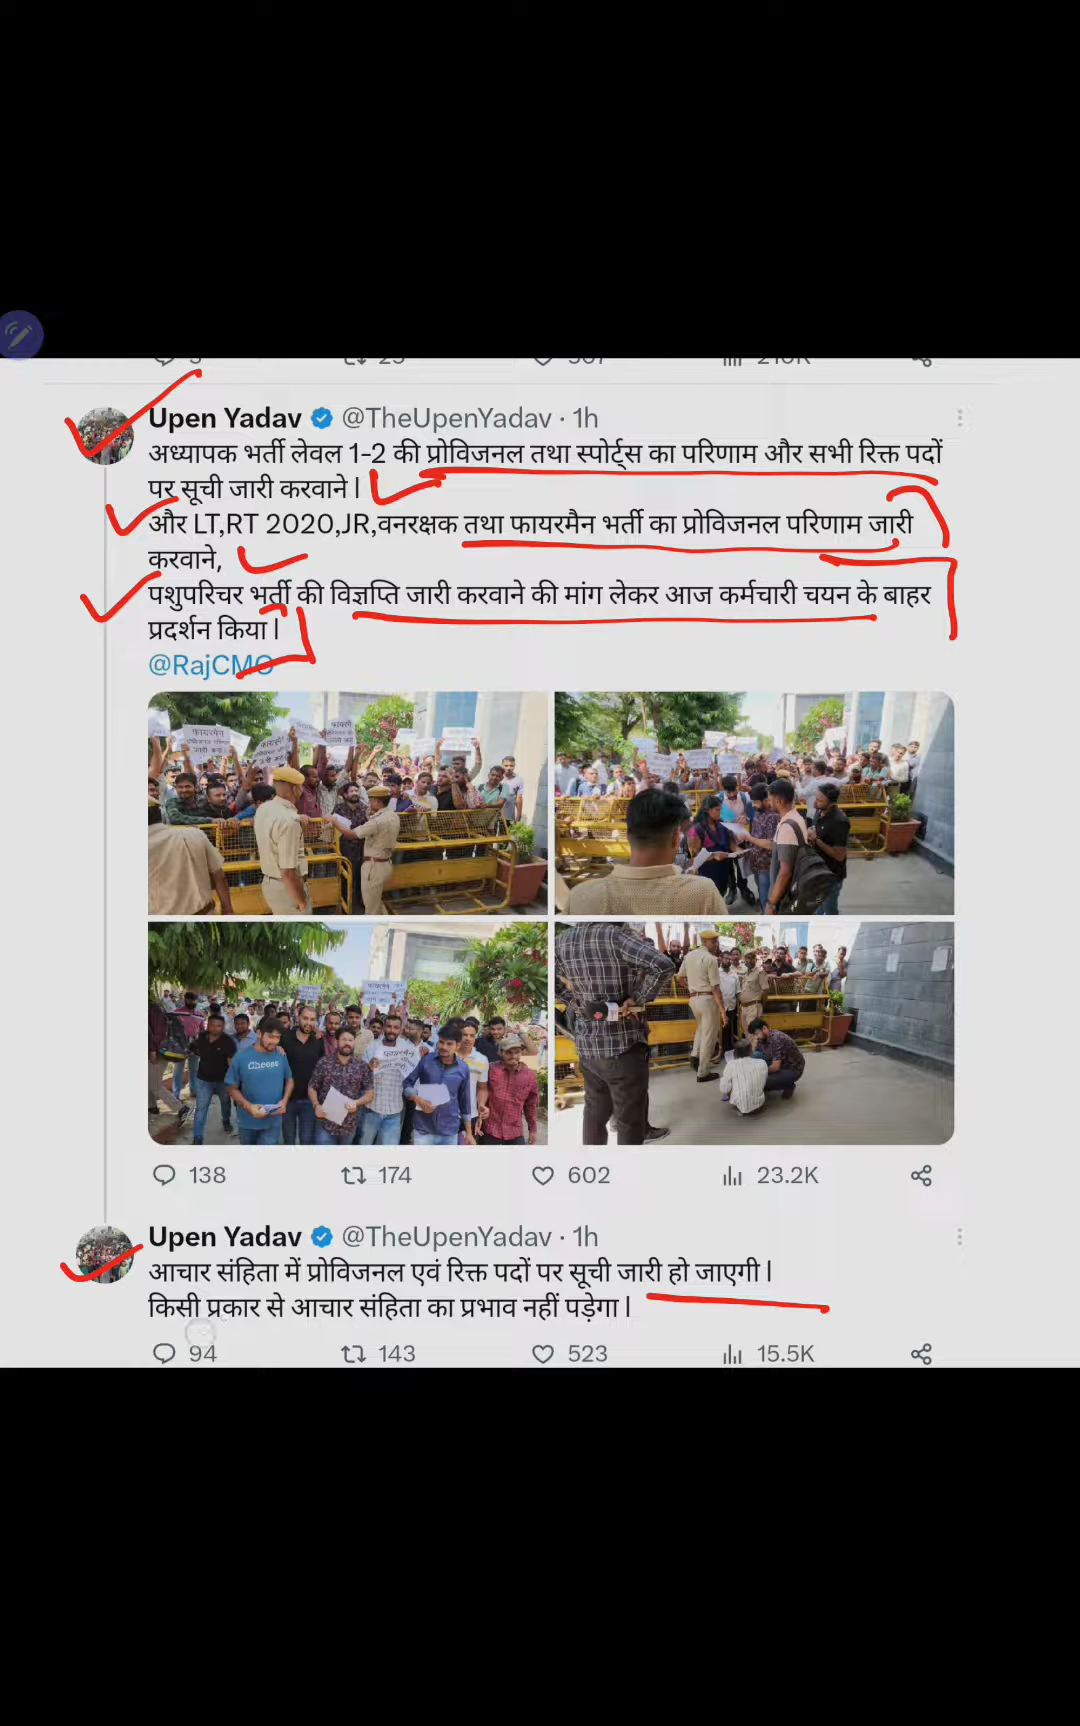 Upen Yadav @TheUpenYadav · 1h
अध्यापक भर्ती लेवल 1-2 की प्रोविजनल तथा स्पोर्ट्स का परिणाम और सभी रिक्त पदों
पर सूची जारी करवाने |
और LT,RT 2020,JR,वनरक्षक तथा फायरमैन भर्ती का प्रोविजनल परिणाम जारी
करवाने,
पशुपरिचर भर्ती की विज्ञप्ति जारी करवाने की मांग लेकर आज कर्मचारी चयन के बाहर
प्रदर्शन किया |
@RajCMO
फायरमैन
जारी करो
Choose
138 174 602 23.2K
Upen Yadav @TheUpenYadav · 1h
आचार संहिता में प्रोविजनल एवं रिक्त पदों पर सूची जारी हो जाएगी |
किसी प्रकार से आचार संहिता का प्रभाव नहीं पड़ेगा |
94 143 523 15.5K